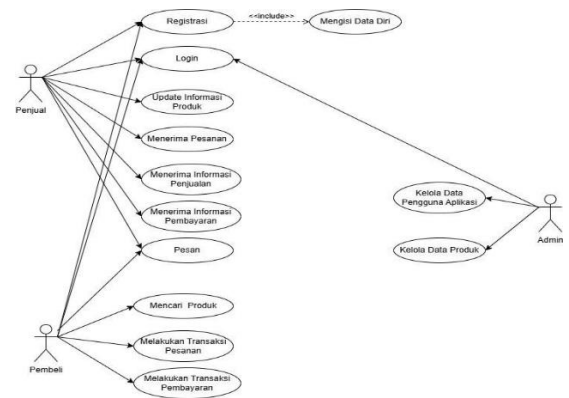 Registrasi
<<include>>
Mengisi Data Diri
Login
Penjual
Update Informasi
Produk
Menerima Pesanan
Menerima Informasi
Penjualan
Menerima Informasi
Pembayaran
Pesan
Kelola Data
Pengguna Aplikasi
Kelola Data Produk
Admin
Mencari Produk
Melakukan Transaksi
Pesanan
Pembeli
Melakukan Transaksi
Pembayaran